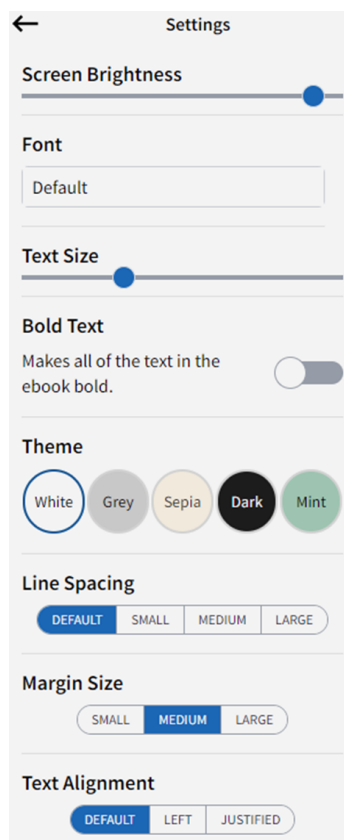 Settings
Screen Brightness
Font
Default
Text Size
Bold Text
Makes all of the text in the
ebook bold.
Theme
White Grey Sepia Dark Mint
Line Spacing
DEFAULT SMALL MEDIUM LARGE
Margin Size
SMALL MEDIUM LARGE
Text Alignment
DEFAULT LEFT JUSTIFIED